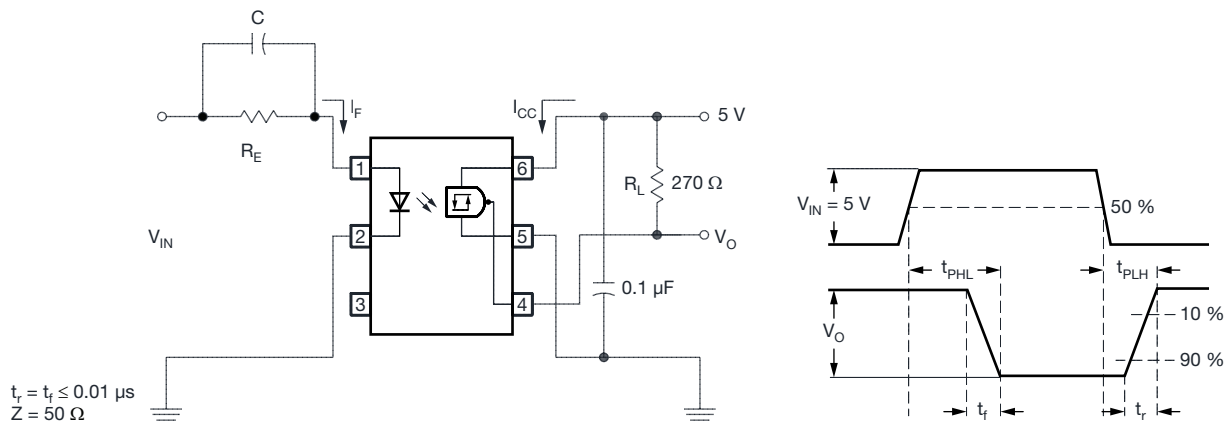 C
R_E
I_F
I_CC
5 V
1
6
R_L 270 Ω
V_IN
2
5
V_O
3
4
0.1 µF
t_r = t_f ≤ 0.01 µs
Z = 50 Ω
V_IN = 5 V
50 %
t_PHL
t_PLH
V_O
10 %
90 %
t_f
t_r